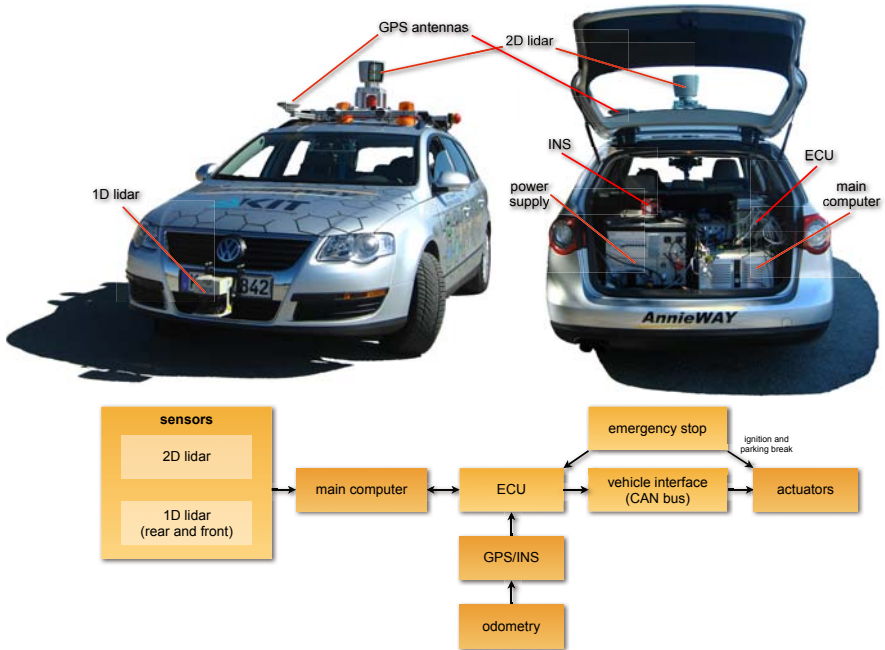 GPS antennas
2D lidar
1D lidar
INS
ECU
power
supply
main
computer
KIT
842
AnnieWAY
sensors
2D lidar
1D lidar
(rear and front)
main computer
ECU
GPS/INS
odometry
emergency stop
ignition and
parking break
vehicle interface
(CAN bus)
actuators